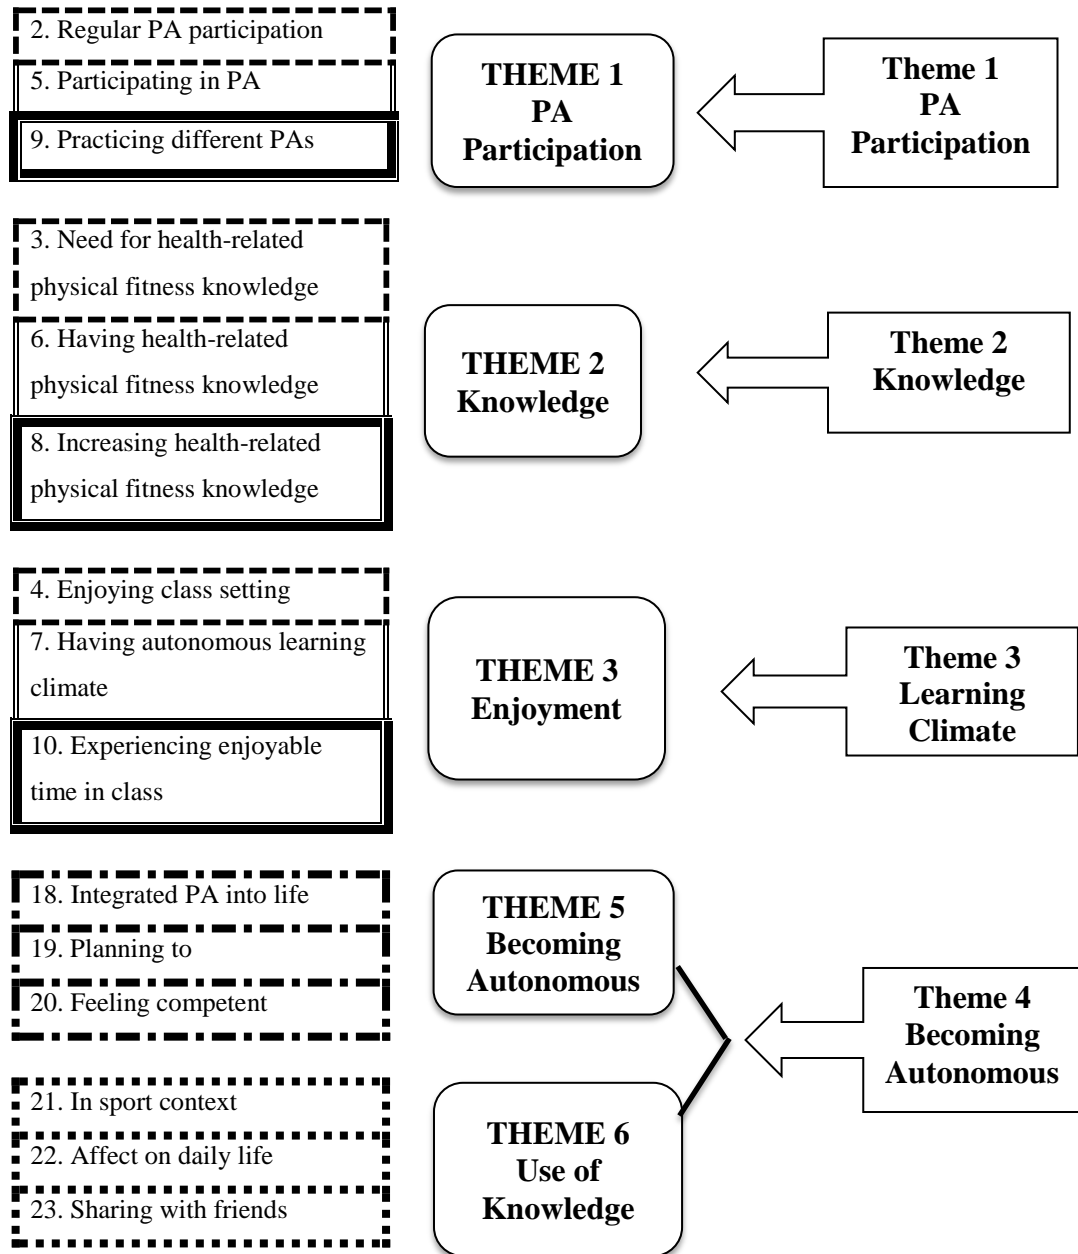 2. Regular PA participation
5. Participating in PA
9. Practicing different PAs
THEME 1
PA
Participation
Theme 1
PA
Participation
3. Need for health-related
physical fitness knowledge
6. Having health-related
physical fitness knowledge
8. Increasing health-related
physical fitness knowledge
THEME 2
Knowledge
Theme 2
Knowledge
4. Enjoying class setting
7. Having autonomous learning
climate
10. Experiencing enjoyable
time in class
THEME 3
Enjoyment
Theme 3
Learning
Climate
18. Integrated PA into life
19. Planning to
20. Feeling competent
THEME 5
Becoming
Autonomous
Theme 4
Becoming
Autonomous
21. In sport context
22. Affect on daily life
23. Sharing with friends
THEME 6
Use of
Knowledge